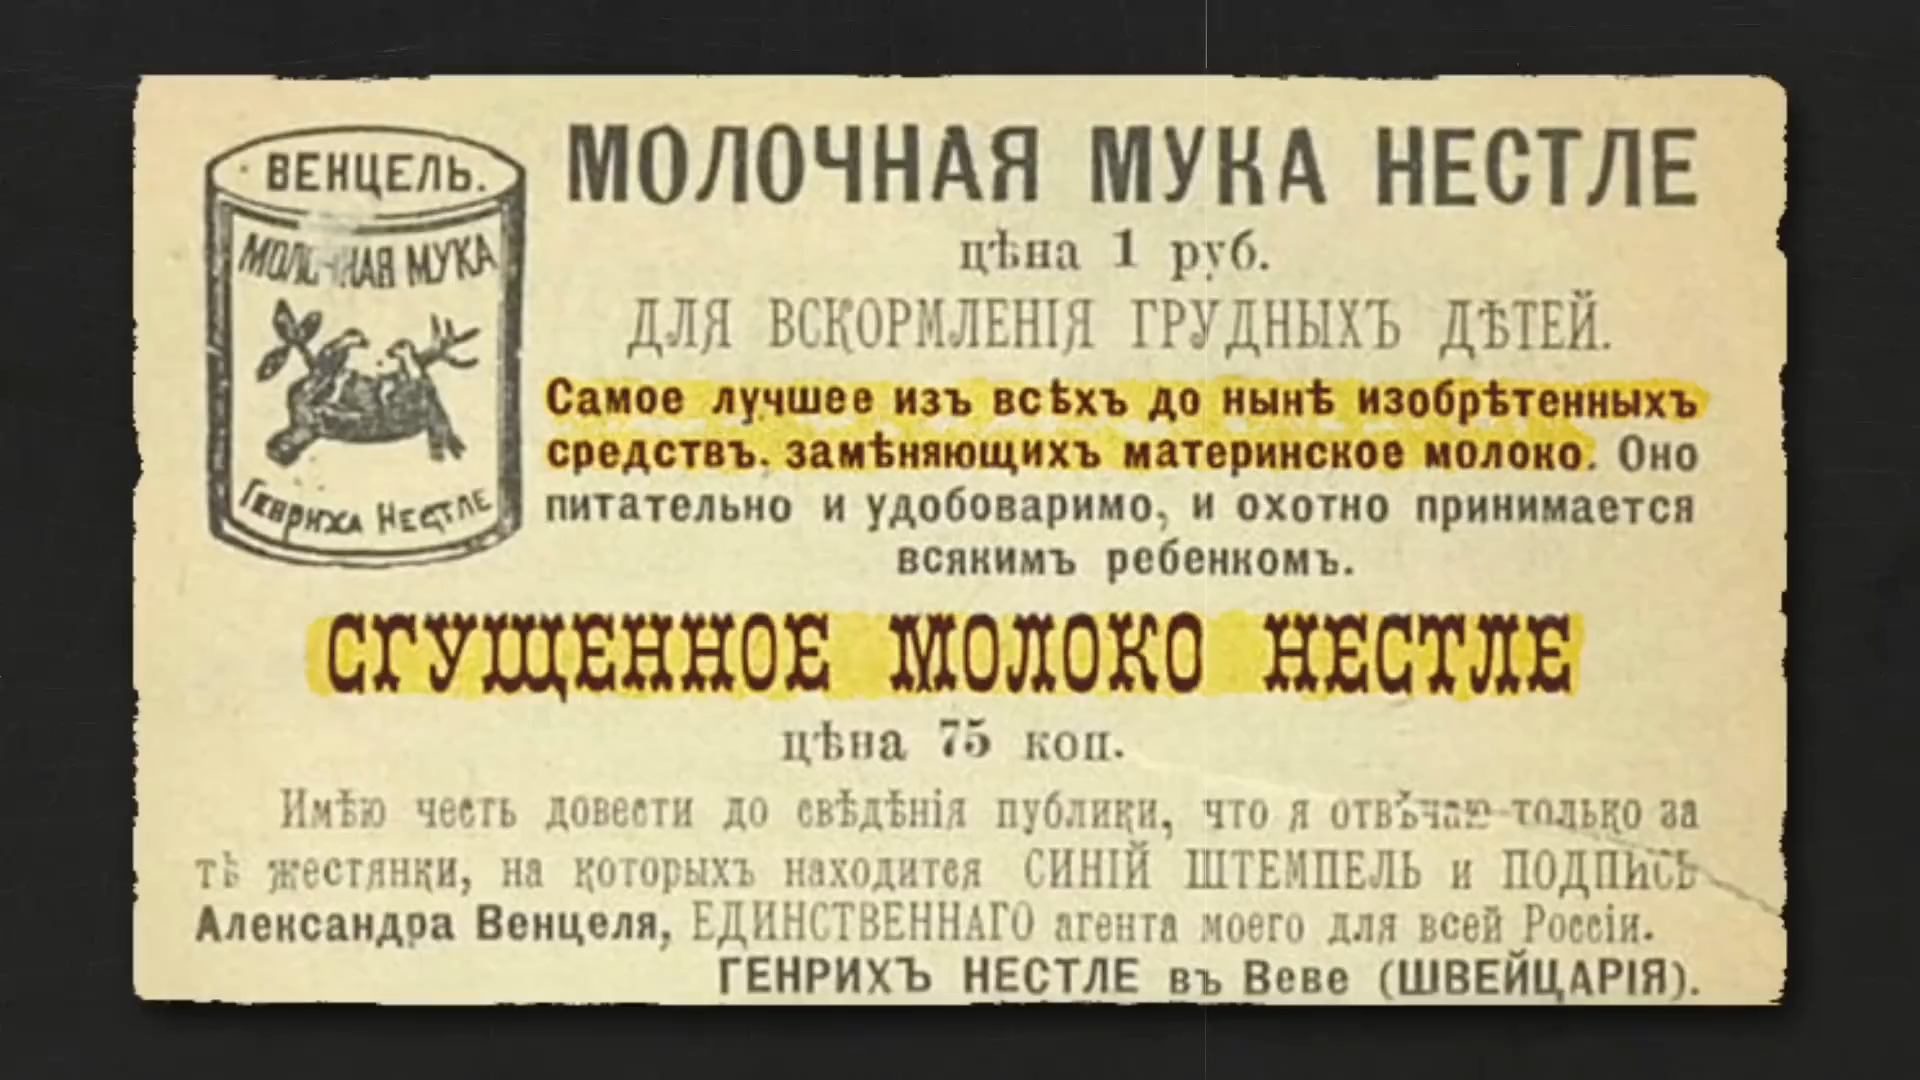 ВЕНЦЕЛЬ.
МОЛОЧНАЯ МУКА
Генриха Нестле
МОЛОЧНАЯ МУКА НЕСТЛЕ
цѣна 1 руб.
ДЛЯ ВСКОРМЛЕНІЯ ГРУДНЫХЪ ДѢТЕЙ.
Самое лучшее изъ всѣхъ до нынѣ изобрѣтенныхъ
средствъ. замѣняющихъ материнское молоко. Оно
питательно и удобоваримо, и охотно принимается
всякимъ ребенкомъ.
СГУЩЕННОЕ МОЛОКО НЕСТЛЕ
цѣна 75 коп.
Имѣю честь довести до свѣдѣнія публики, что я отвѣчаю только за
тѣ жестянки, на которыхъ находится СИНІЙ ШТЕМПЕЛЬ и ПОДПИСЬ
Александра Венцеля, ЕДИНСТВЕННАГО агента моего для всей Россіи.
ГЕНРИХЪ НЕСТЛЕ въ Веве (ШВЕЙЦАРІЯ).